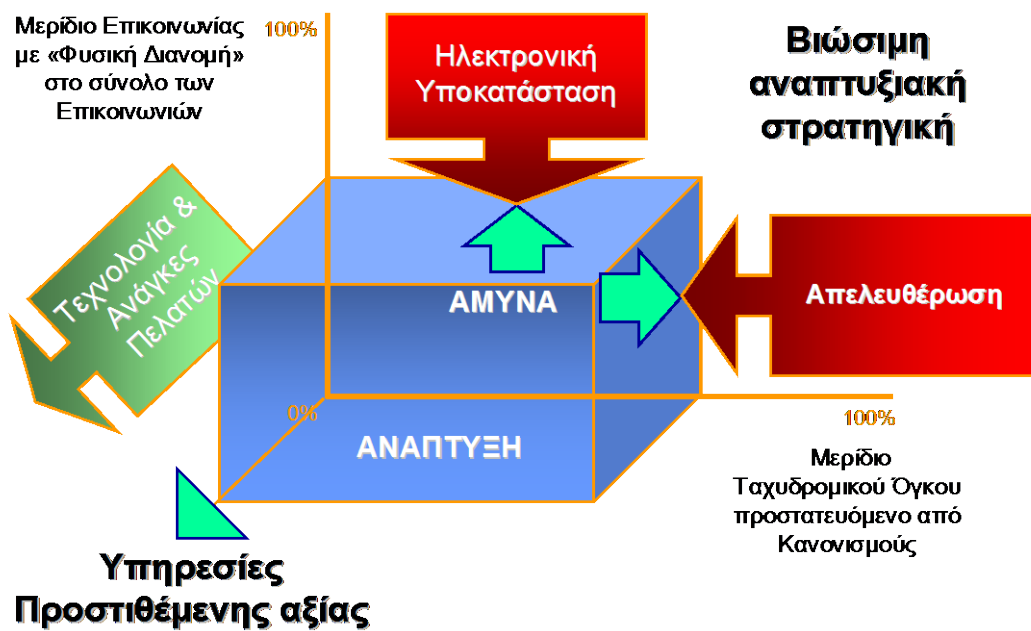 Μερίδιο Επικοινωνίας
με «Φυσική Διανομή»
στο σύνολο των
Επικοινωνιών
100%
Ηλεκτρονική
Υποκατάσταση
Βιώσιμη
αναπτυξιακή
στρατηγική
Τεχνολογία &
Ανάγκες
Πελατών
ΑΜΥΝΑ
Απελευθέρωση
0%
100%
ΑΝΑΠΤΥΞΗ
Μερίδιο
Ταχυδρομικού Όγκου
προστατευόμενο από
Κανονισμούς
Υπηρεσίες
Προστιθέμενης αξίας